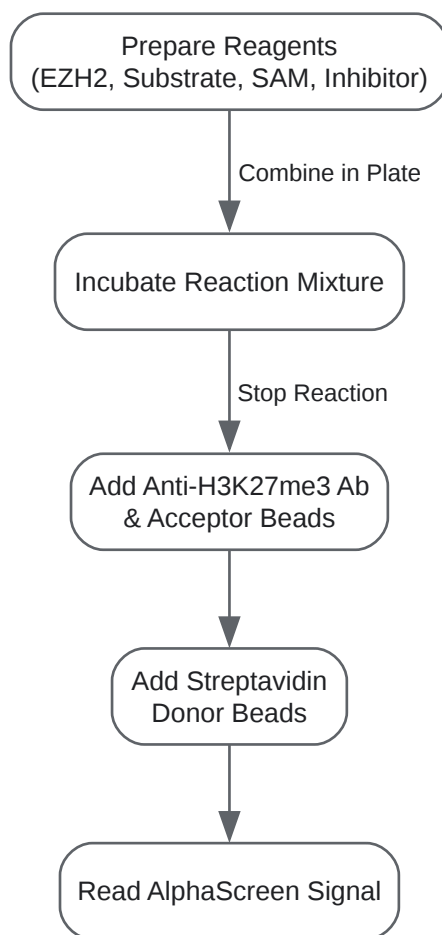 Prepare Reagents
(EZH2, Substrate, SAM, Inhibitor)
Combine in Plate
Incubate Reaction Mixture
Stop Reaction
Add Anti-H3K27me3 Ab
& Acceptor Beads
Add Streptavidin
Donor Beads
Read AlphaScreen Signal